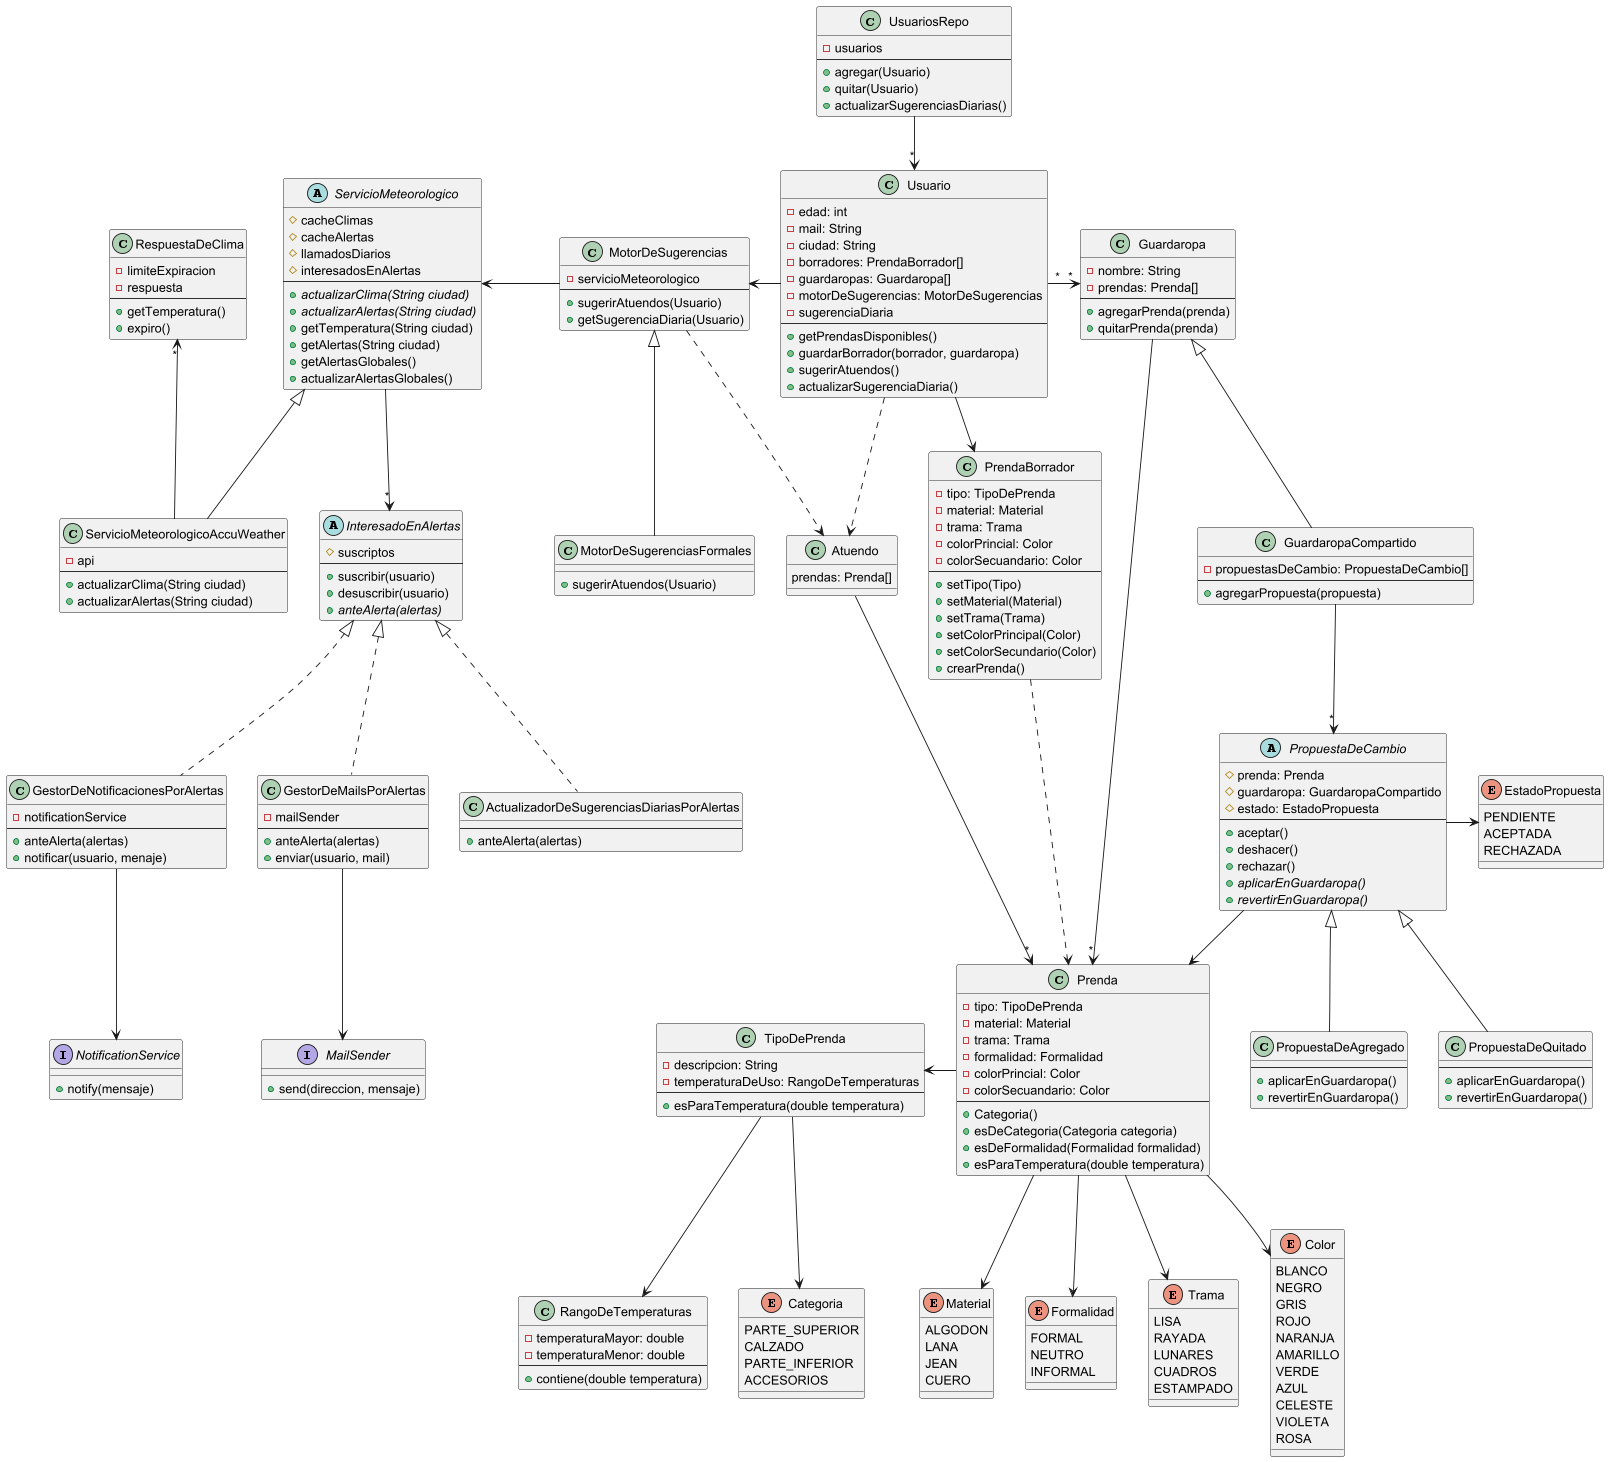 C UsuariosRepo
usuarios
agregar(Usuario)
quitar(Usuario)
actualizarSugerenciasDiarias()
*
A ServicioMeteorologico
cacheClimas
cacheAlertas
llamadosDiarios
interesadosEnAlertas
actualizarClima(String ciudad)
actualizarAlertas(String ciudad)
getTemperatura(String ciudad)
getAlertas(String ciudad)
getAlertasGlobales()
actualizarAlertasGlobales()
C Usuario
edad: int
mail: String
ciudad: String
borradores: PrendaBorrador[]
guardaropas: Guardaropa[]
motorDeSugerencias: MotorDeSugerencias
sugerenciaDiaria
getPrendasDisponibles()
guardarBorrador(borrador, guardaropa)
sugerirAtuendos()
actualizarSugerenciaDiaria()
C RespuestaDeClima
limiteExpiracion
respuesta
getTemperatura()
expiro()
*
C MotorDeSugerencias
servicioMeteorologico
sugerirAtuendos(Usuario)
getSugerenciaDiaria(Usuario)
* *
C Guardaropa
nombre: String
prendas: Prenda[]
agregarPrenda(prenda)
quitarPrenda(prenda)
C PrendaBorrador
tipo: TipoDePrenda
material: Material
trama: Trama
colorPrincial: Color
colorSecuandario: Color
setTipo(Tipo)
setMaterial(Material)
setTrama(Trama)
setColorPrincipal(Color)
setColorSecundario(Color)
crearPrenda()
C ServicioMeteorologicoAccuWeather
api
actualizarClima(String ciudad)
actualizarAlertas(String ciudad)
*
A InteresadoEnAlertas
suscriptos
suscribir(usuario)
desuscribir(usuario)
anteAlerta(alertas)
C MotorDeSugerenciasFormales
sugerirAtuendos(Usuario)
C Atuendo
prendas: Prenda[]
C GuardaropaCompartido
propuestasDeCambio: PropuestaDeCambio[]
agregarPropuesta(propuesta)
*
A PropuestaDeCambio
prenda: Prenda
guardaropa: GuardaropaCompartido
estado: EstadoPropuesta
aceptar()
deshacer()
rechazar()
aplicarEnGuardaropa()
revertirEnGuardaropa()
E EstadoPropuesta
PENDIENTE
ACEPTADA
RECHAZADA
C GestorDeNotificacionesPorAlertas
notificationService
anteAlerta(alertas)
notificar(usuario, menaje)
C GestorDeMailsPorAlertas
mailSender
anteAlerta(alertas)
enviar(usuario, mail)
C ActualizadorDeSugerenciasDiariasPorAlertas
anteAlerta(alertas)
* *
C Prenda
tipo: TipoDePrenda
material: Material
trama: Trama
formalidad: Formalidad
colorPrincial: Color
colorSecuandario: Color
Categoria()
esDeCategoria(Categoria categoria)
esDeFormalidad(Formalidad formalidad)
esParaTemperatura(double temperatura)
C TipoDePrenda
descripcion: String
temperaturaDeUso: RangoDeTemperaturas
esParaTemperatura(double temperatura)
I NotificationService
notify(mensaje)
I MailSender
send(direccion, mensaje)
C PropuestaDeAgregado
aplicarEnGuardaropa()
revertirEnGuardaropa()
C PropuestaDeQuitado
aplicarEnGuardaropa()
revertirEnGuardaropa()
C RangoDeTemperaturas
temperaturaMayor: double
temperaturaMenor: double
contiene(double temperatura)
E Categoria
PARTE_SUPERIOR
CALZADO
PARTE_INFERIOR
ACCESORIOS
E Material
ALGODON
LANA
JEAN
CUERO
E Formalidad
FORMAL
NEUTRO
INFORMAL
E Trama
LISA
RAYADA
LUNARES
CUADROS
ESTAMPADO
E Color
BLANCO
NEGRO
GRIS
ROJO
NARANJA
AMARILLO
VERDE
AZUL
CELESTE
VIOLETA
ROSA